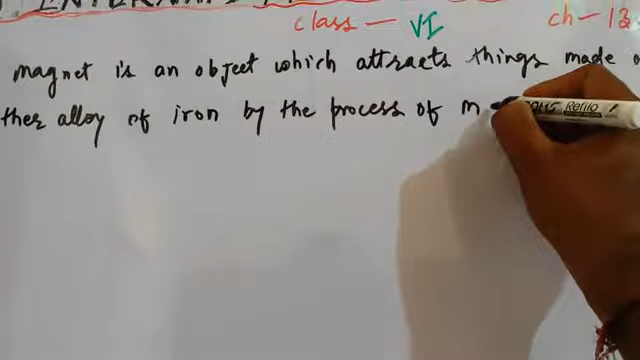 class — VI ch - 13
magnet is an object which attracts things made
ther alloy of iron by the process of m